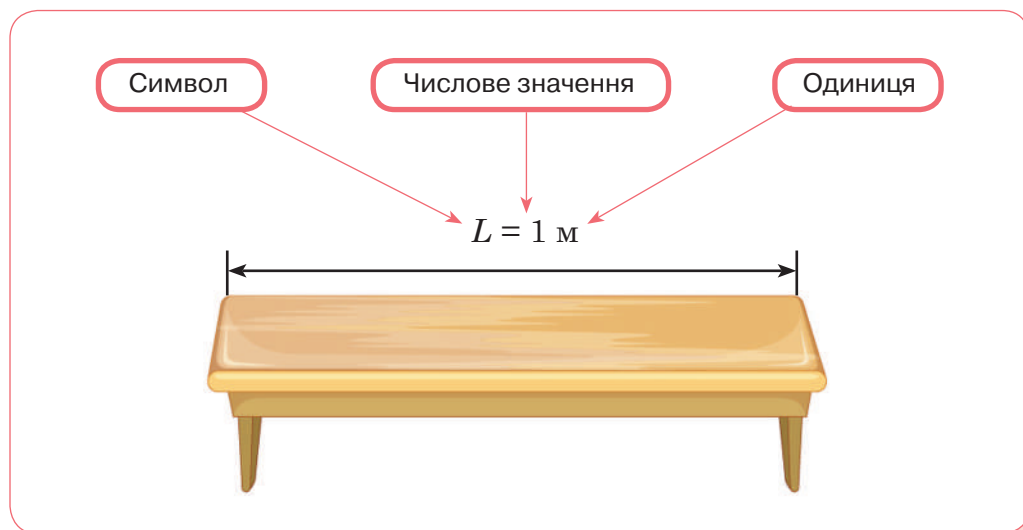 Символ
Числове значення
Одиниця
L = 1 м